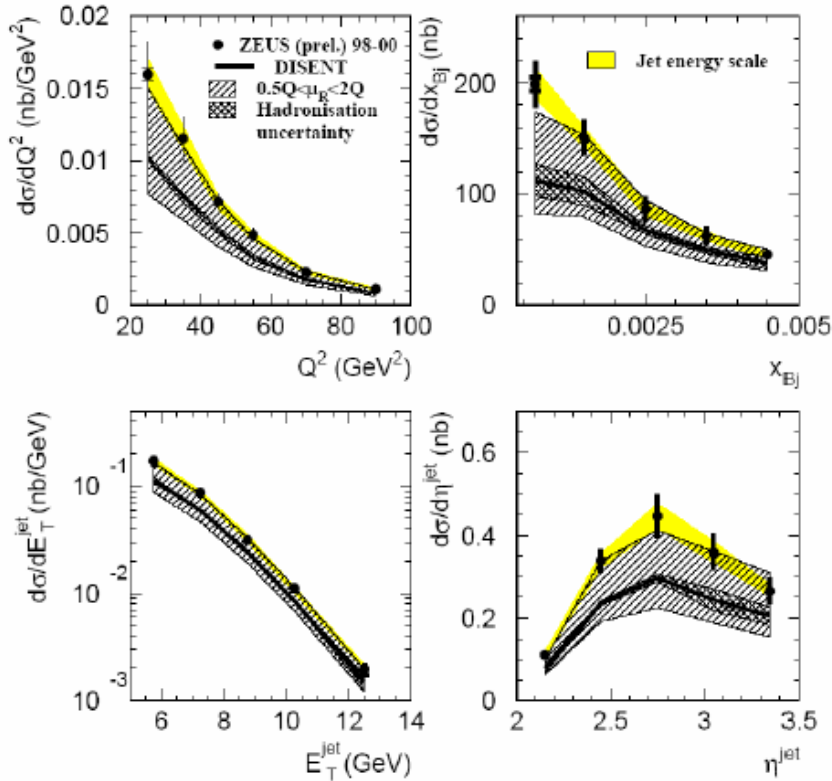 dσ/dQ² (nb/GeV²)
0.02
0.015
0.01
0.005
0
20 40 60 80 100
Q² (GeV²)
ZEUS (prel.) 98-00
DISENT
0.5Q<μ_R<2Q
Hadronisation
uncertainty
dσ/dx_Bj (nb)
200
100
0
0.0025 0.005
x_Bj
Jet energy scale
dσ/dE_T^jet (nb/GeV)
10⁻¹
10⁻²
10⁻³
6 8 10 12 14
E_T^jet (GeV)
dσ/dη^jet (nb)
0.6
0.4
0.2
0
2 2.5 3 3.5
η^jet